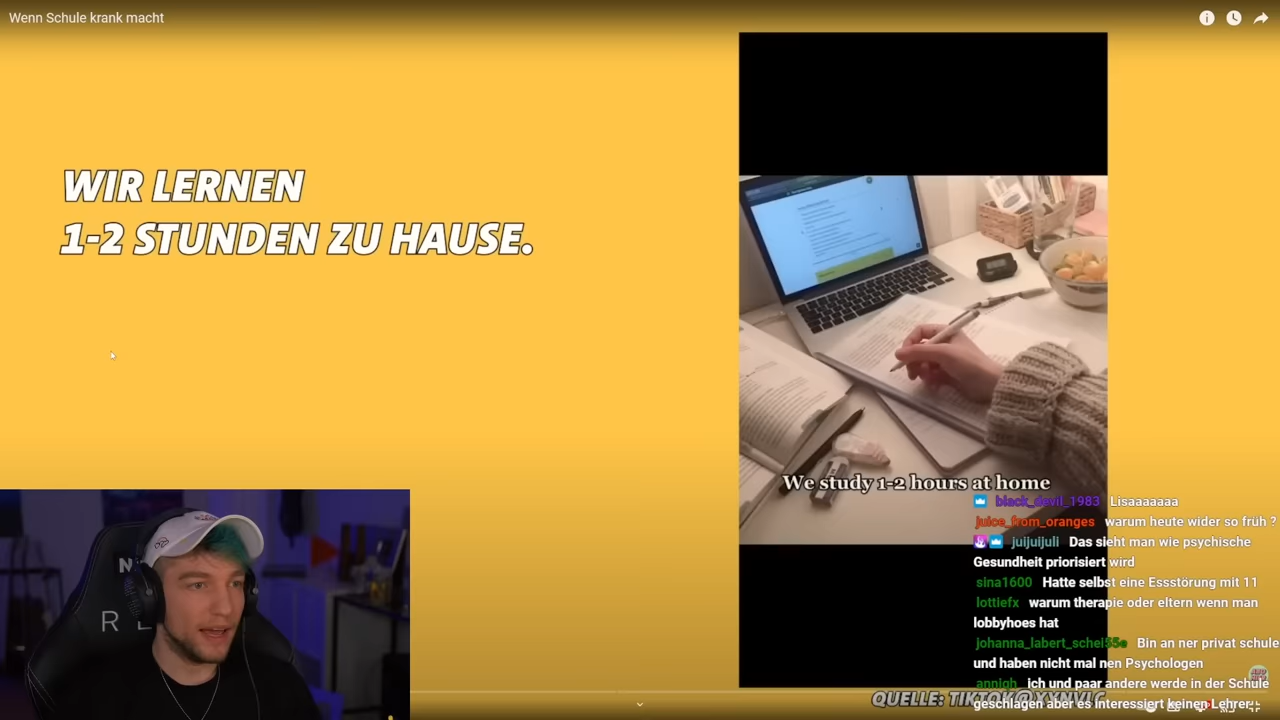 Wenn Schule krank macht
WIR LERNEN
1-2 STUNDEN ZU HAUSE.
We study 1-2 hours at home
black_devil_1983 Lisaaaaaaa
juice_from_oranges warum heute wider so früh ?
juijuijuli Das sieht man wie psychische
Gesundheit priorisiert wird
sina1600 Hatte selbst eine Essstörung mit 11
lottiefx warum therapie oder eltern wenn man
lobbyhoes hat
johanna_labert_schei55e Bin an ner privat schule
und haben nicht mal nen Psychologen
annigh ich und paar andere werde in der Schule
geschlagen aber es interessiert keinen Lehrer
QUELLE: TIKTOK@XXNVLG
R